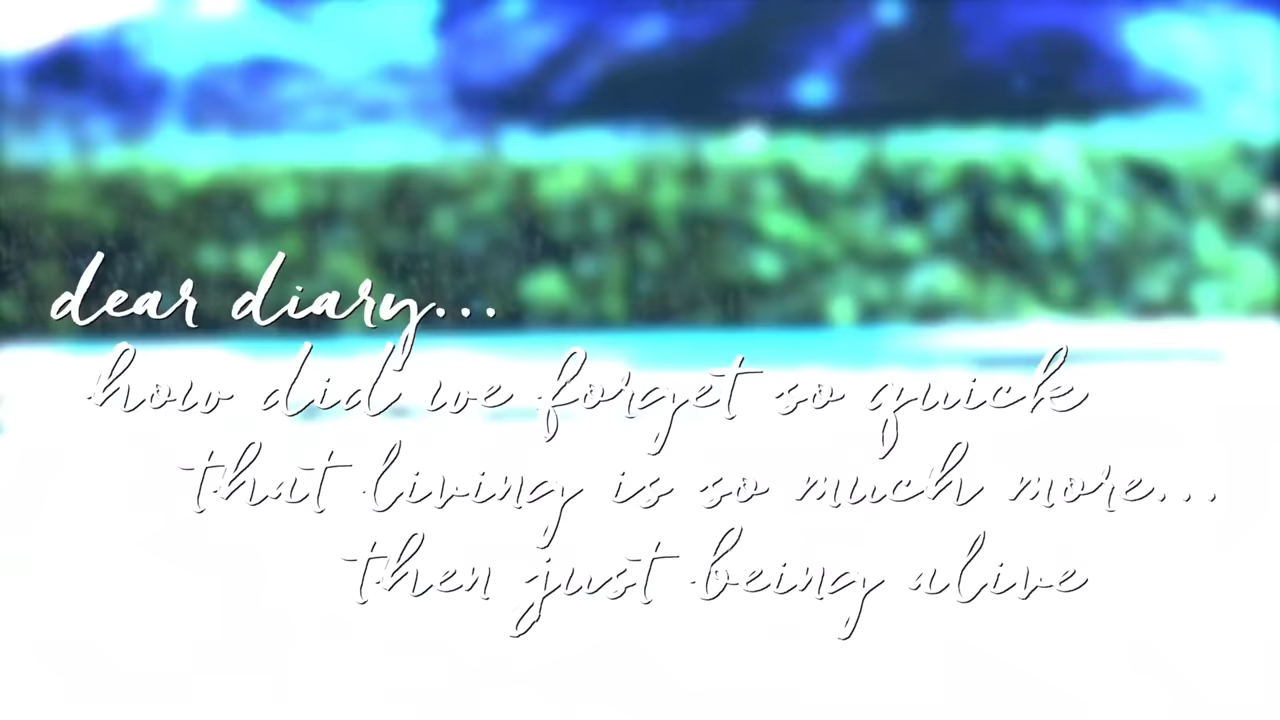 dear diary...
how did we forget so quick
that living is so much more...
then just being alive